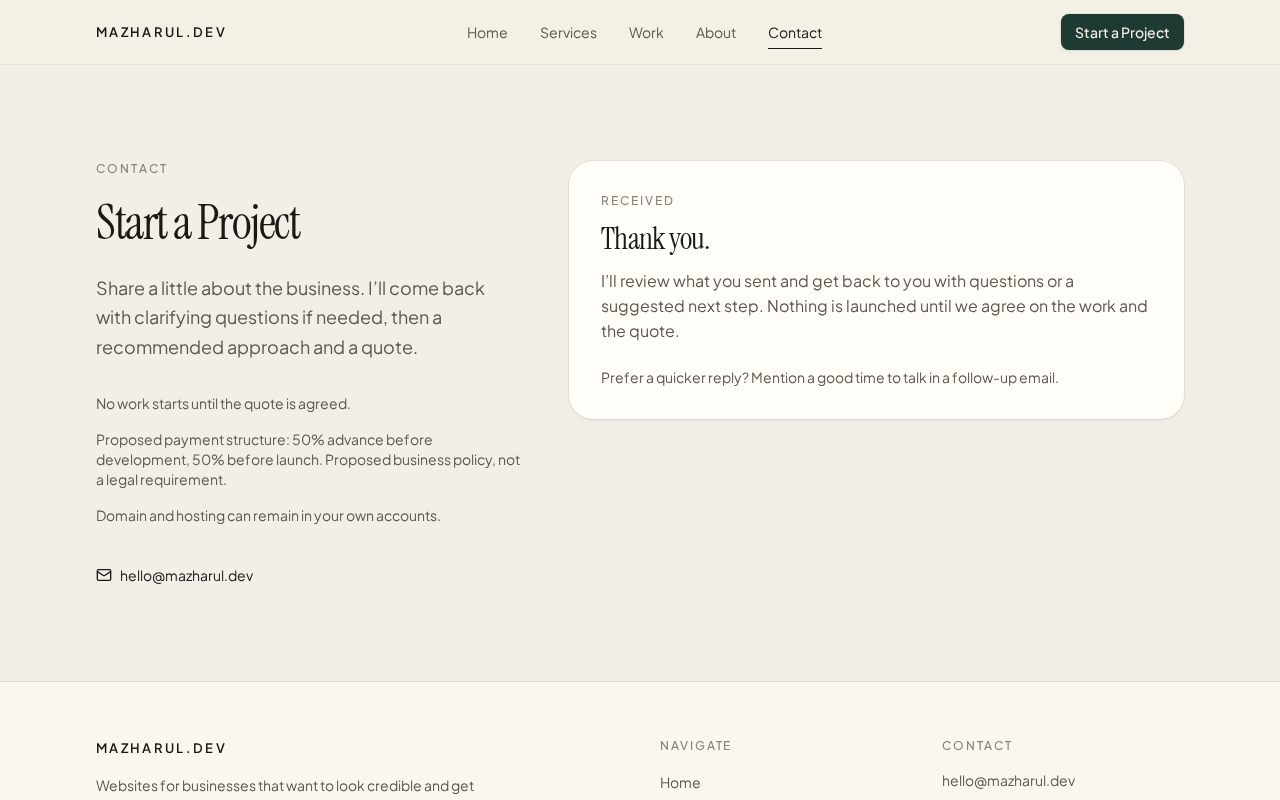 MAZHARUL.DEV
Home
Services
Work
About
Contact
Start a Project
CONTACT
Start a Project
Share a little about the business. I’ll come back
with clarifying questions if needed, then a
recommended approach and a quote.
No work starts until the quote is agreed.
Proposed payment structure: 50% advance before
development, 50% before launch. Proposed business policy, not
a legal requirement.
Domain and hosting can remain in your own accounts.
hello@mazharul.dev
RECEIVED
Thank you.
I’ll review what you sent and get back to you with questions or a
suggested next step. Nothing is launched until we agree on the work and
the quote.
Prefer a quicker reply? Mention a good time to talk in a follow-up email.
MAZHARUL.DEV
Websites for businesses that want to look credible and get
NAVIGATE
Home
CONTACT
hello@mazharul.dev